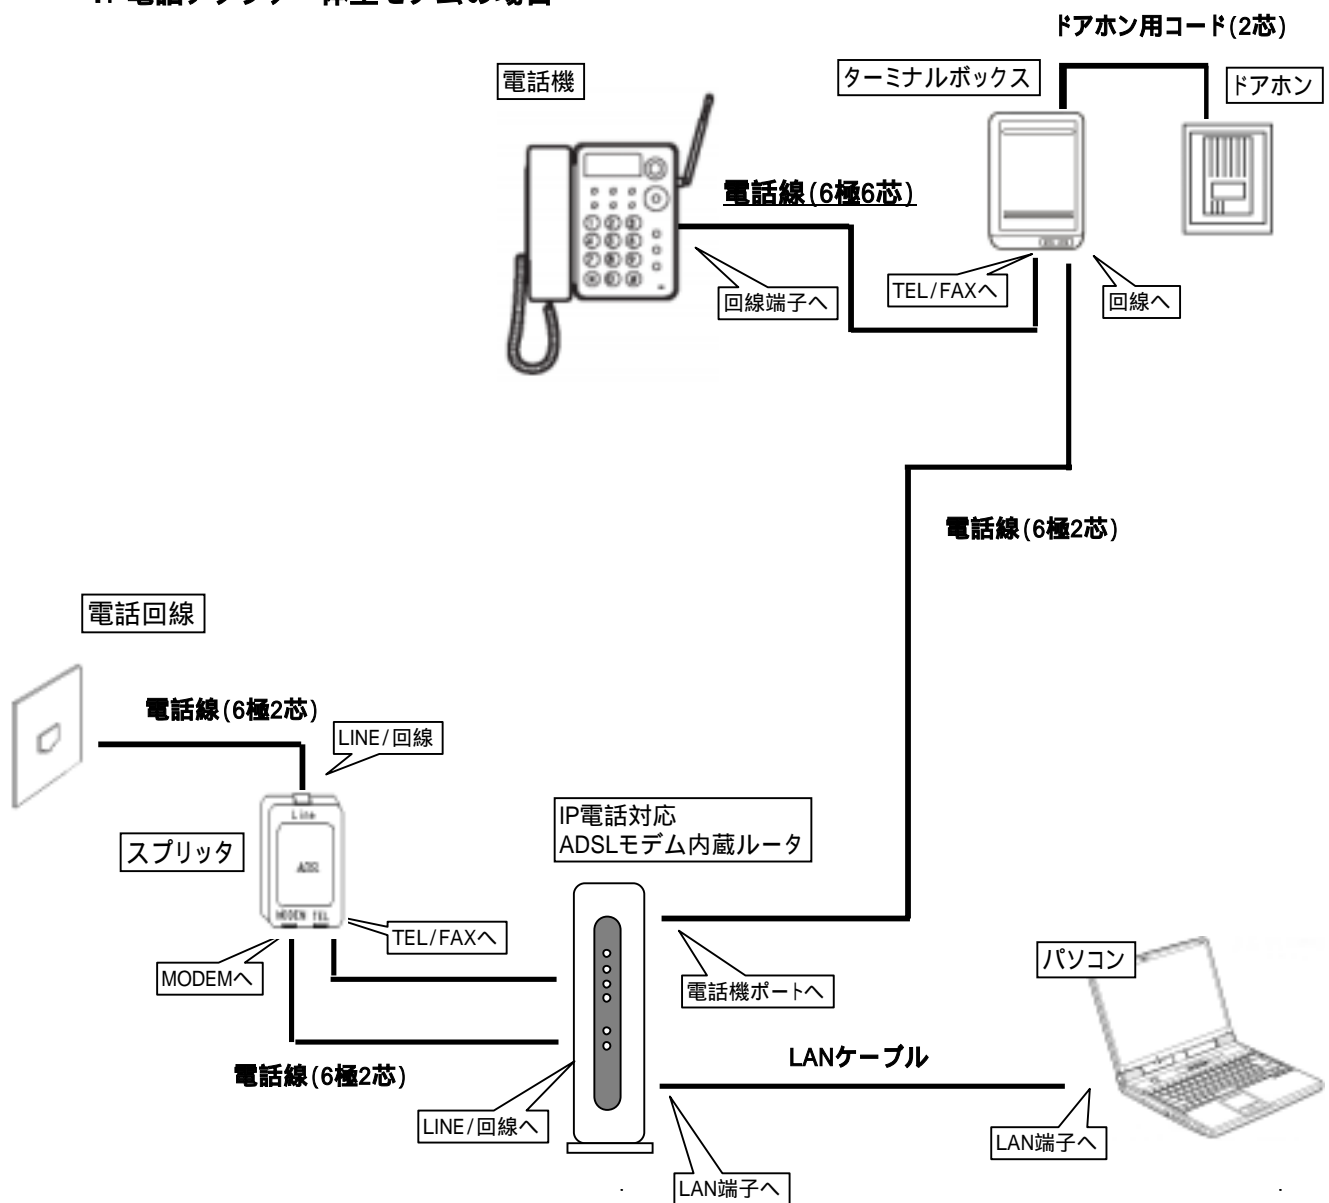 ドアホン用コード(2芯)
電話機
ターミナルボックス
ドアホン
電話線(6極6芯)
回線端子へ
TEL/FAXへ
回線へ
電話線(6極2芯)
電話回線
電話線(6極2芯)
LINE/回線
Line
ADSL
MODEM TEL
スプリッタ
IP電話対応
ADSLモデム内蔵ルータ
TEL/FAXへ
MODEMへ
電話機ポートへ
パソコン
電話線(6極2芯)
LANケーブル
LINE/回線へ
LAN端子へ
LAN端子へ